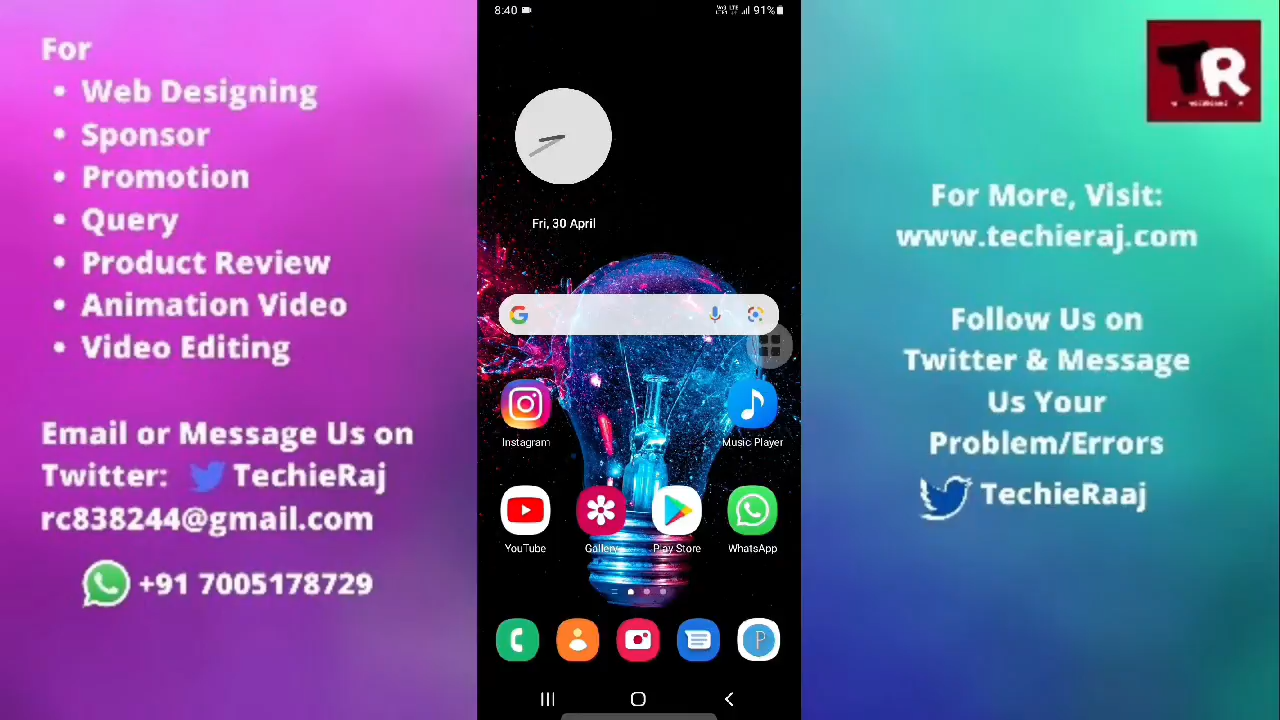 For
• Web Designing
• Sponsor
• Promotion
• Query
• Product Review
• Animation Video
• Video Editing
Email or Message Us on
Twitter: TechieRaj
rc838244@gmail.com
+91 7005178729
8:40
91%
Fri, 30 April
Instagram
Music Player
YouTube
Gallery
Play Store
WhatsApp
P
TR
For More, Visit:
www.techieraj.com
Follow Us on
Twitter & Message
Us Your
Problem/Errors
TechieRaaj